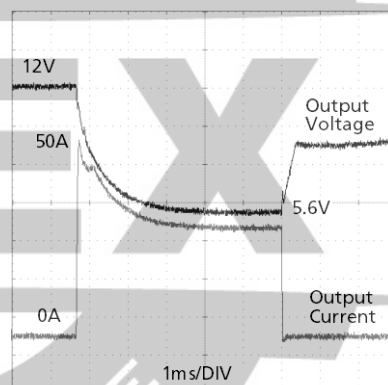 12V
50A
Output
Voltage
5.6V
0A
Output
Current
1ms/DIV